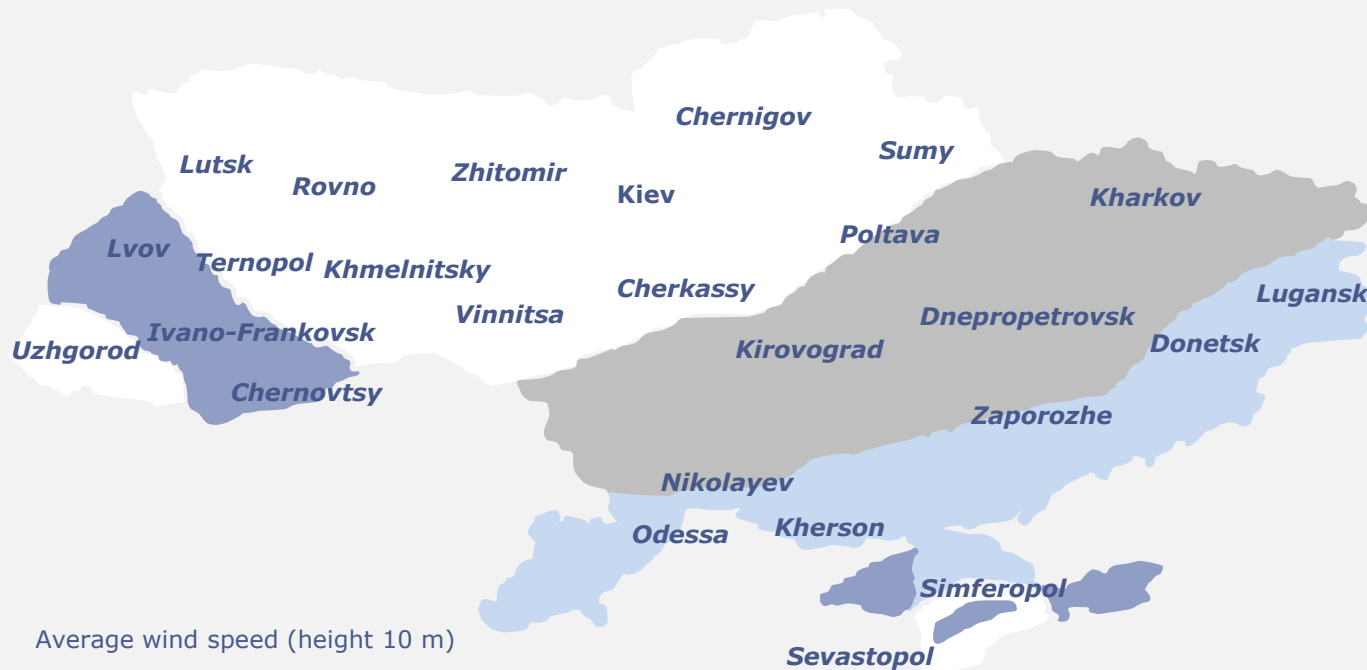 Chernigov
Sumy
Lutsk
Rovno
Zhitomir
Kiev
Kharkov
Poltava
Lvov
Ternopol
Khmelnitsky
Cherkassy
Vinnitsa
Lugansk
Dnepropetrovsk
Donetsk
Uzhgorod
Ivano-Frankovsk
Kirovograd
Chernovtsy
Zaporozhe
Nikolayev
Odessa
Kherson
Simferopol
Sevastopol
Average wind speed (height 10 m)